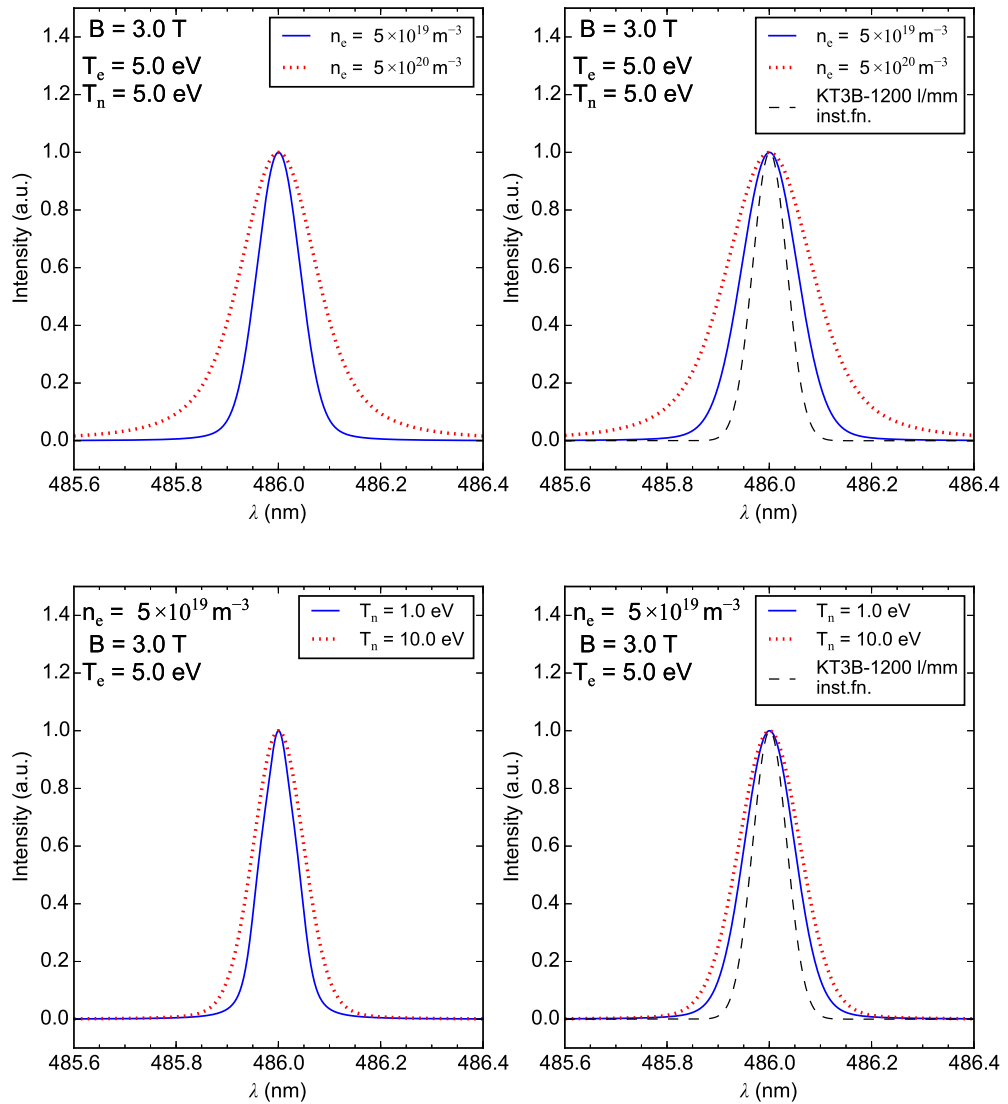 B = 3.0 T
T_e = 5.0 eV
T_n = 5.0 eV
n_e = 5×10^19 m^−3
n_e = 5×10^20 m^−3
1.4
1.2
1.0
0.8
0.6
0.4
0.2
0.0
Intensity (a.u.)
485.6 485.8 486.0 486.2 486.4
λ (nm)
B = 3.0 T
T_e = 5.0 eV
T_n = 5.0 eV
n_e = 5×10^19 m^−3
n_e = 5×10^20 m^−3
KT3B-1200 l/mm
inst.fn.
1.4
1.2
1.0
0.8
0.6
0.4
0.2
0.0
Intensity (a.u.)
485.6 485.8 486.0 486.2 486.4
λ (nm)
n_e = 5×10^19 m^−3
B = 3.0 T
T_e = 5.0 eV
T_n = 1.0 eV
T_n = 10.0 eV
1.4
1.2
1.0
0.8
0.6
0.4
0.2
0.0
Intensity (a.u.)
485.6 485.8 486.0 486.2 486.4
λ (nm)
n_e = 5×10^19 m^−3
B = 3.0 T
T_e = 5.0 eV
T_n = 1.0 eV
T_n = 10.0 eV
KT3B-1200 l/mm
inst.fn.
1.4
1.2
1.0
0.8
0.6
0.4
0.2
0.0
Intensity (a.u.)
485.6 485.8 486.0 486.2 486.4
λ (nm)